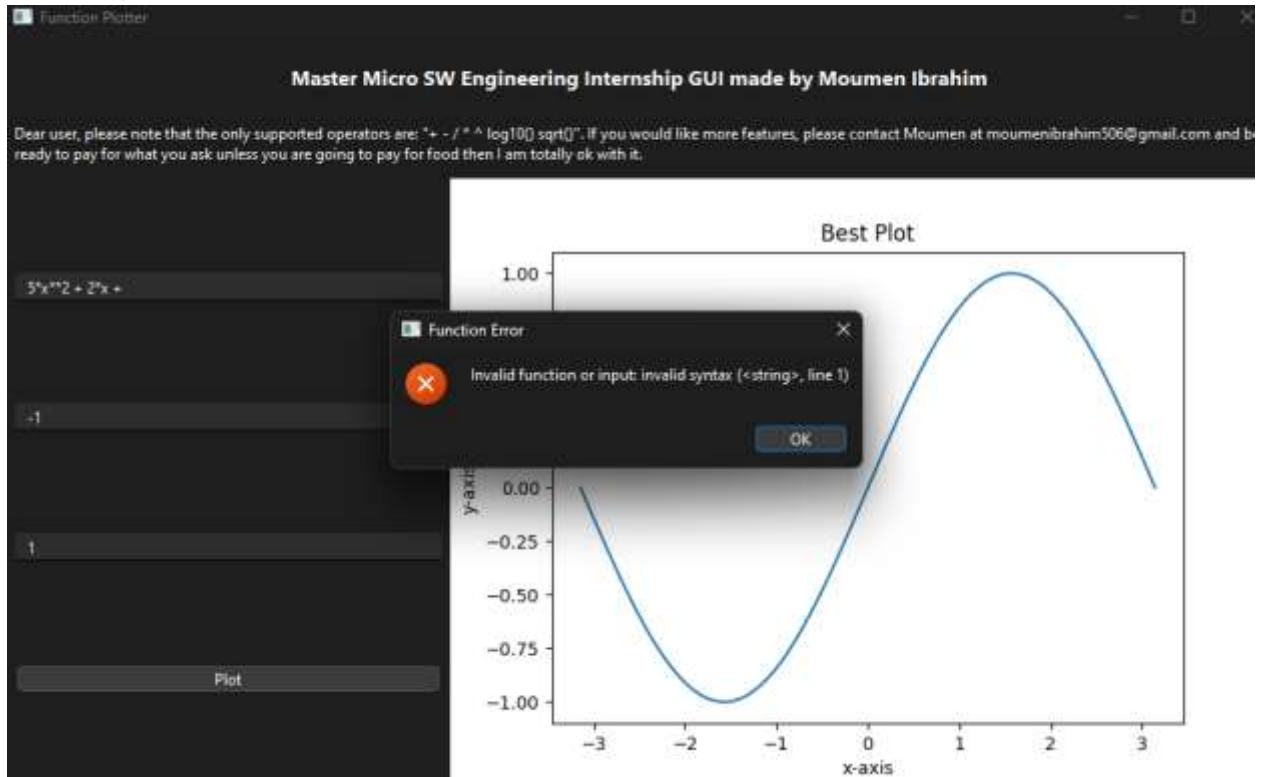 Function Plotter
Master Micro SW Engineering Internship GUI made by Moumen Ibrahim
Dear user, please note that the only supported operators are: "+ - / * ^ log10() sqrt()". If you would like more features, please contact Moumen at moumenibrahim506@gmail.com and be
ready to pay for what you ask unless you are going to pay for food then I am totally ok with it.
Best Plot
1.00
5*x**2 + 2*x +
Function Error
Invalid function or input: invalid syntax (<string>, line 1)
OK
-1
y-axis
0.00
−0.25
1
−0.50
−0.75
Plot
−1.00
−3 −2 −1 0 1 2 3
x-axis